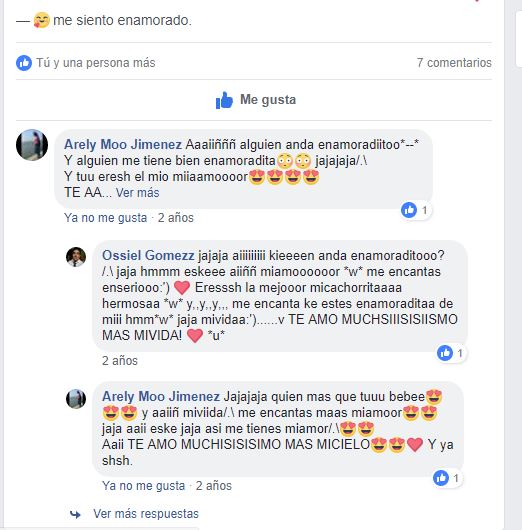 — 🥰 me siento enamorado.
Tú y una persona más 7 comentarios
Me gusta
Arely Moo Jimenez Aaaiiñññ alguien anda enamoradiitoo*--*
Y alguien me tiene bien enamoradita😳😳 jajajaja/.\
Y tuu eresh el mio miiaamoooor😍😍😍😍
TE AA... Ver más
1
Ya no me gusta · 2 años
Ossiel Gomezz jajaja aiiiiiiiii kieeeen anda enamoraditooo?
/.\ jaja hmmm eskeee aiiññ miamooooooor *w* me encantas
enseriooo:') ❤ Eresssh la mejooor micachorritaaaa
hermosaa *w* y,,y,,y,,, me encanta ke estes enamoraditaa de
miii hmm*w* jaja mividaa:')......v TE AMO MUCHSIIISISIISMO
MAS MIVIDA! ❤ *u*
1
2 años
Arely Moo Jimenez Jajajaja quien mas que tuuu bebee😍
😍😍 y aaiiñ miviida/.\ me encantas maas miamoor😍😍
jaja aaii eske jaja asi me tienes miamor/.\😍😍
Aaii TE AMO MUCHISISISIMO MAS MICIELO😍😍❤ Y ya
shsh.
1
Ya no me gusta · 2 años
Ver más respuestas